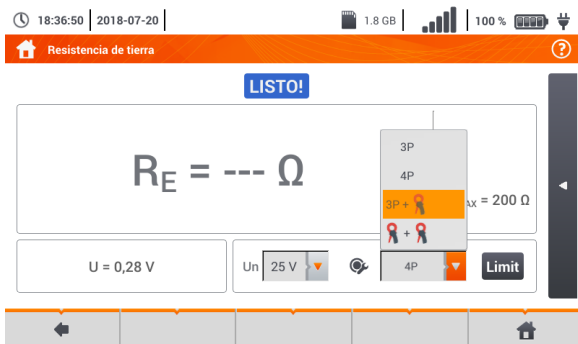 18:36:50 2018-07-20 1.8 GB 100 %
Resistencia de tierra
LISTO!
3P
4P
RE = --- Ω
3P +
AX = 200 Ω
+
U = 0,28 V
Un 25 V 4P Limit